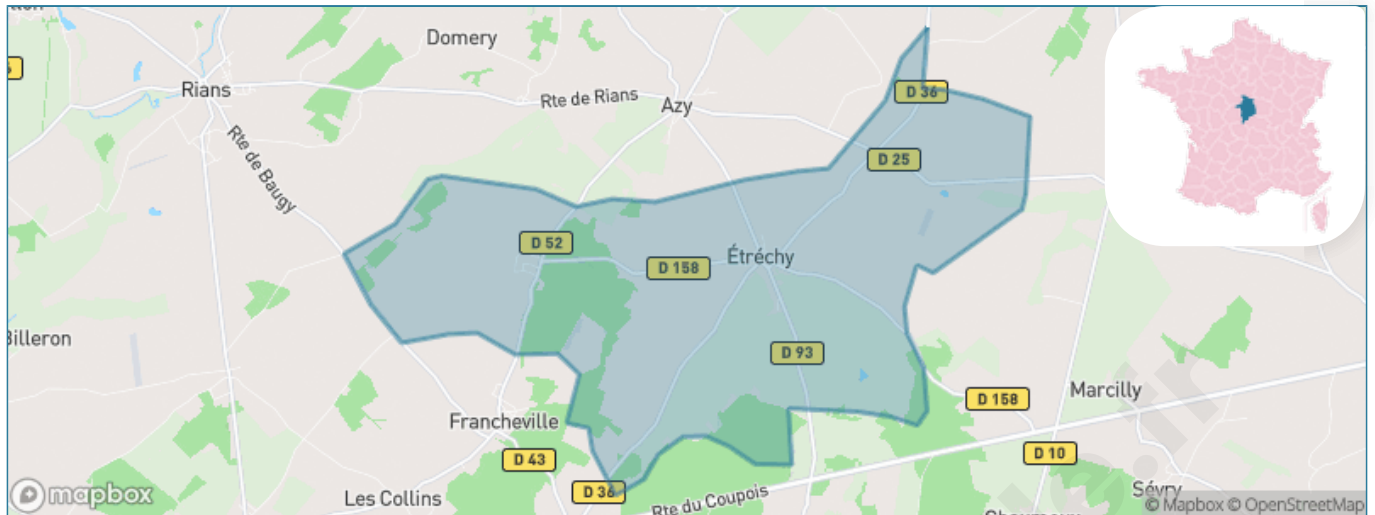 Domery
Rians
Rte de Rians
Azy
D 36
D 25
Rte de Baugy
D 52
D 158
Étréchy
D 93
Billeron
Marcilly
D 158
Francheville
D 43
D 10
D 36
Les Collins
Rte du Coupois
Sévry
mapbox
© Mapbox © OpenStreetMap